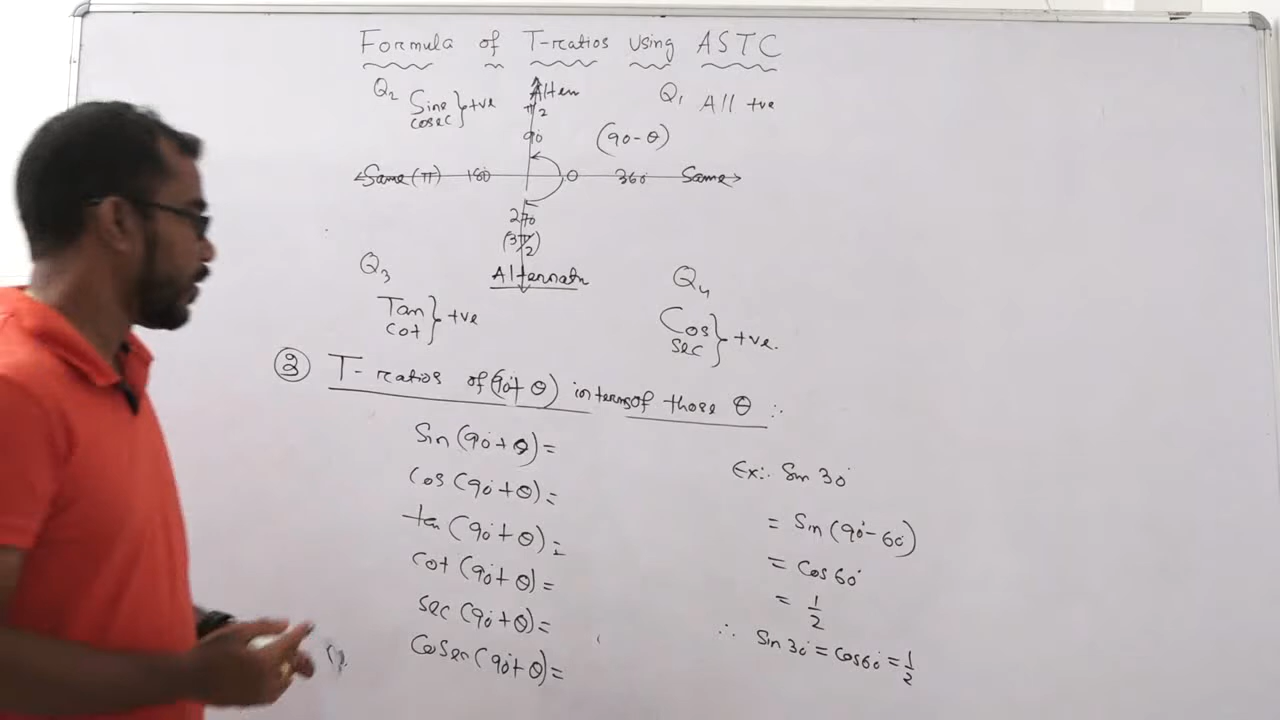 Formula of T-ratios using ASTC
Q2 Sine cosec } +ve
Altern
π/2
90°
Q1 All +ve
(90-θ)
Same (π) 180° 0 360° Same
270°
(3π/2)
Alternate
Q3
Tan cot } +ve
Q4
Cos sec } +ve.
② T-ratios of (90°+θ) in terms of those θ :
Sin (90°+θ) =
Cos (90°+θ) =
tan (90°+θ) =
cot (90°+θ) =
sec (90°+θ) =
Cosec (90°+θ) =
Ex:. Sin 30°
= Sin (90°-60°)
= Cos 60°
= 1/2
∴ Sin 30° = cos 60° = 1/2